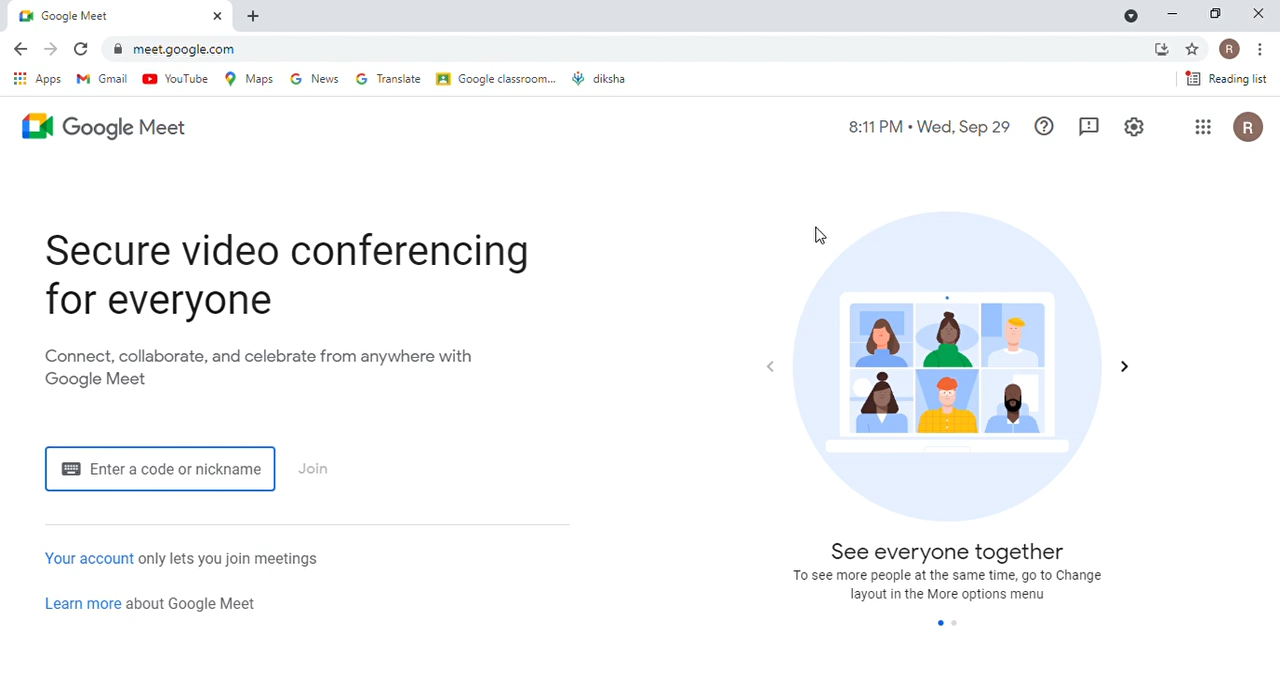 Google Meet
meet.google.com
R
Apps
Gmail
YouTube
Maps
News
Translate
Google classroom...
diksha
Reading list
Google Meet
8:11 PM • Wed, Sep 29
R
Secure video conferencing
for everyone
Connect, collaborate, and celebrate from anywhere with
Google Meet
Enter a code or nickname
Join
Your account only lets you join meetings
Learn more about Google Meet
See everyone together
To see more people at the same time, go to Change
layout in the More options menu